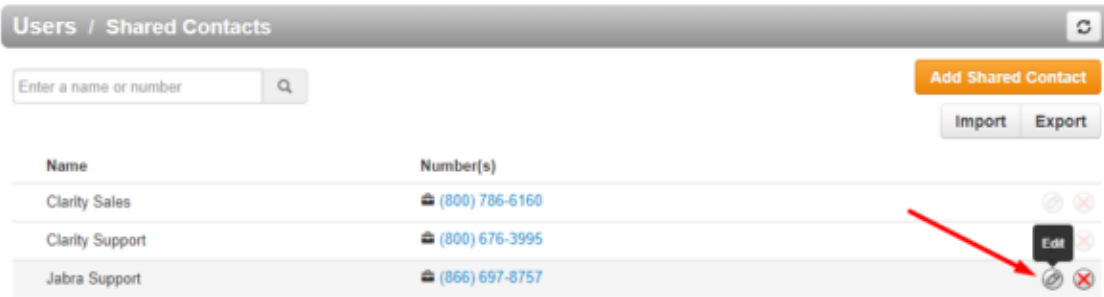 Users / Shared Contacts
Enter a name or number
Add Shared Contact
Import Export
Name Number(s)
Clarity Sales (800) 786-6160
Clarity Support (800) 676-3995
Edit
Jabra Support (866) 697-8757